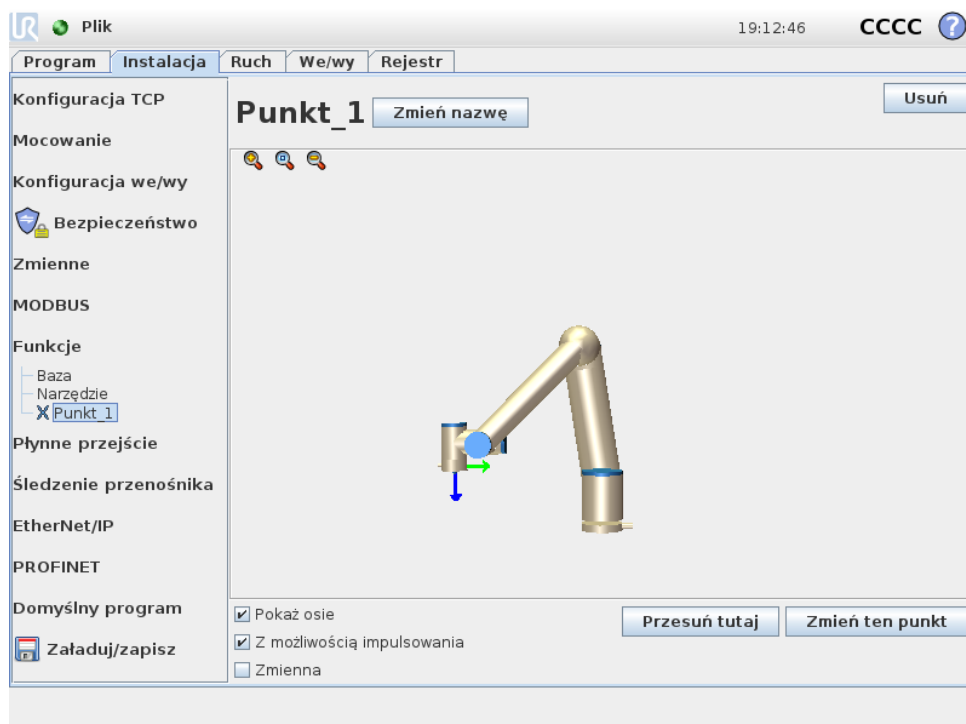 UR Plik 19:12:46 CCCC ?
Program Instalacja Ruch We/wy Rejestr
Konfiguracja TCP
Mocowanie
Konfiguracja we/wy
Bezpieczeństwo
Zmienne
MODBUS
Funkcje
Baza
Narzędzie
Punkt_1
Płynne przejście
Śledzenie przenośnika
EtherNet/IP
PROFINET
Domyślny program
Załaduj/zapisz
Punkt_1 Zmień nazwę Usuń
Pokaż osie
Z możliwością impulsowania
Zmienna
Przesuń tutaj Zmień ten punkt